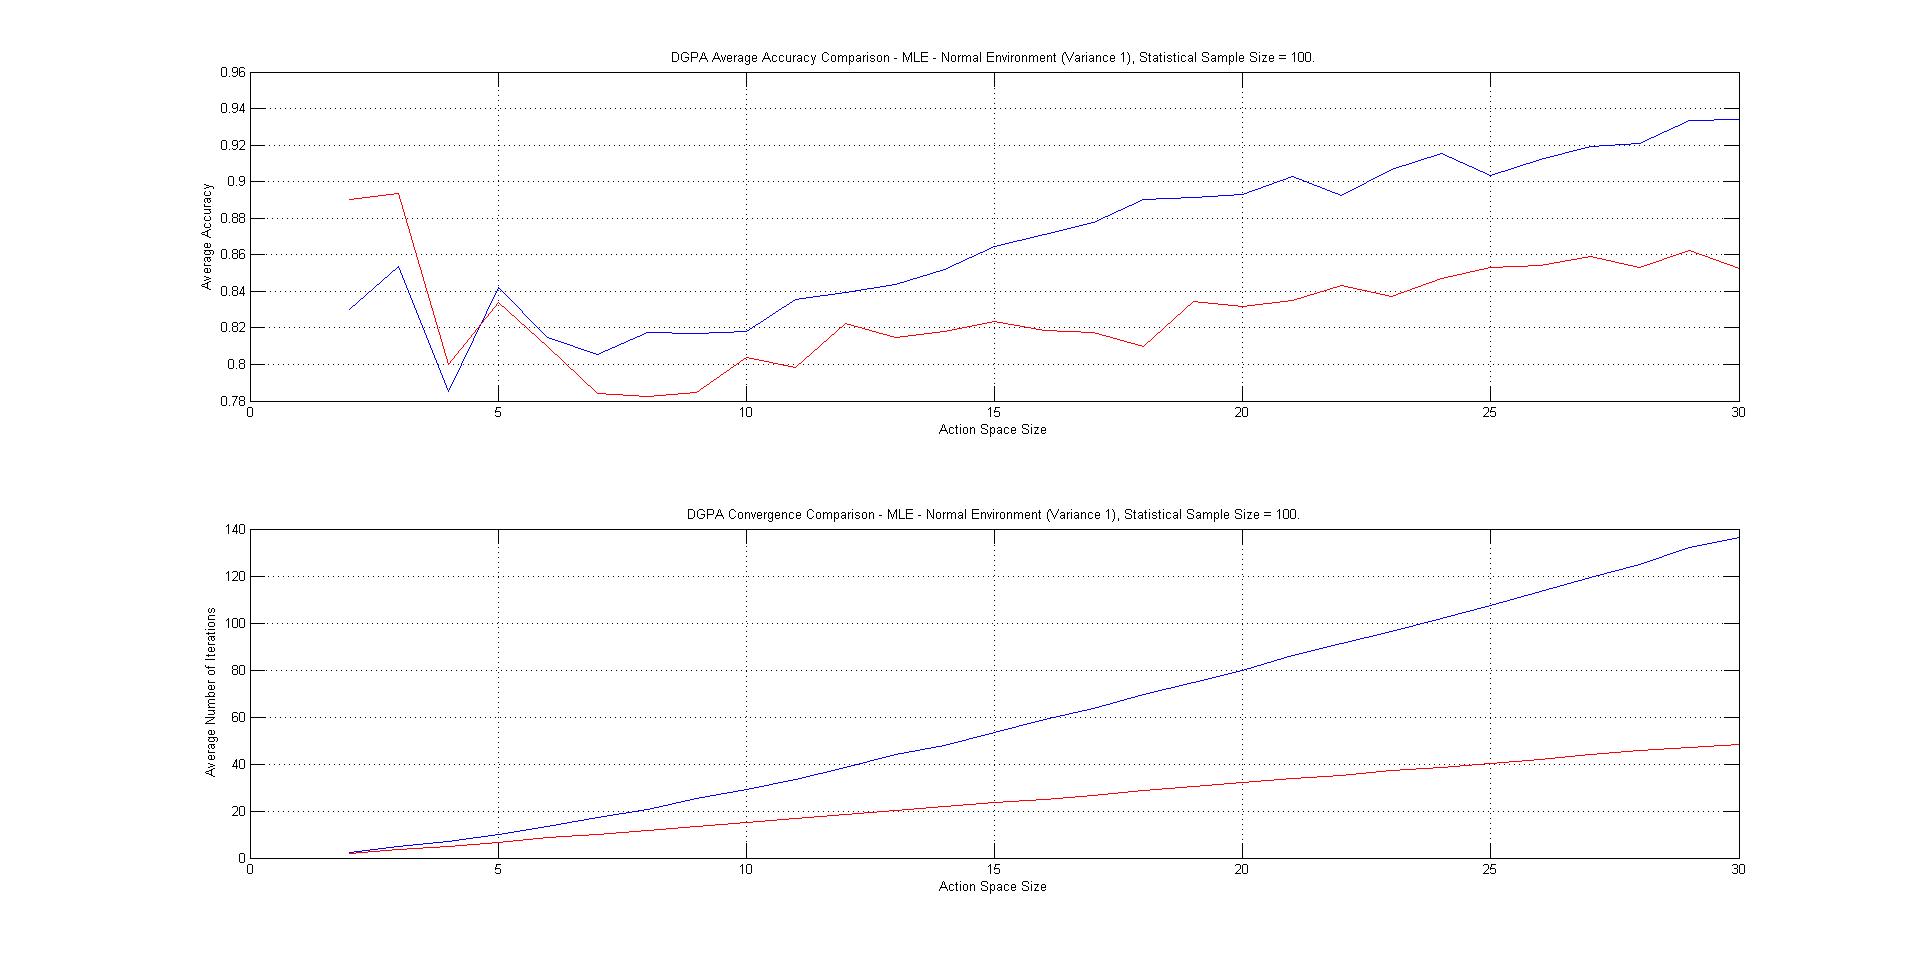 DGPA Average Accuracy Comparison - MLE - Normal Environment (Variance 1), Statistical Sample Size = 100.
0.96
0.94
0.92
0.9
0.88
0.86
0.84
0.82
0.8
0.78
Average Accuracy
0 5 10 15 20 25 30
Action Space Size
DGPA Convergence Comparison - MLE - Normal Environment (Variance 1), Statistical Sample Size = 100.
140
120
100
80
60
40
20
0
Average Number of Iterations
0 5 10 15 20 25 30
Action Space Size